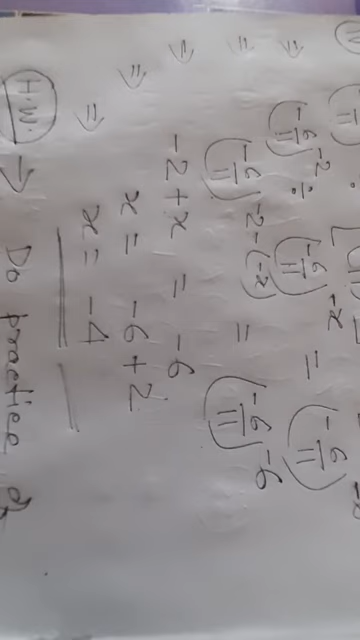 ⇒ (-6/11)^-2 ÷ (-6/11)^-x = (-6/11)^-6
⇒ (-6/11)^-2-(-x) = (-6/11)^-6
⇒ -2+x = -6
⇒ x = -6+2
⇒ x = -4
H.W. → Do practice